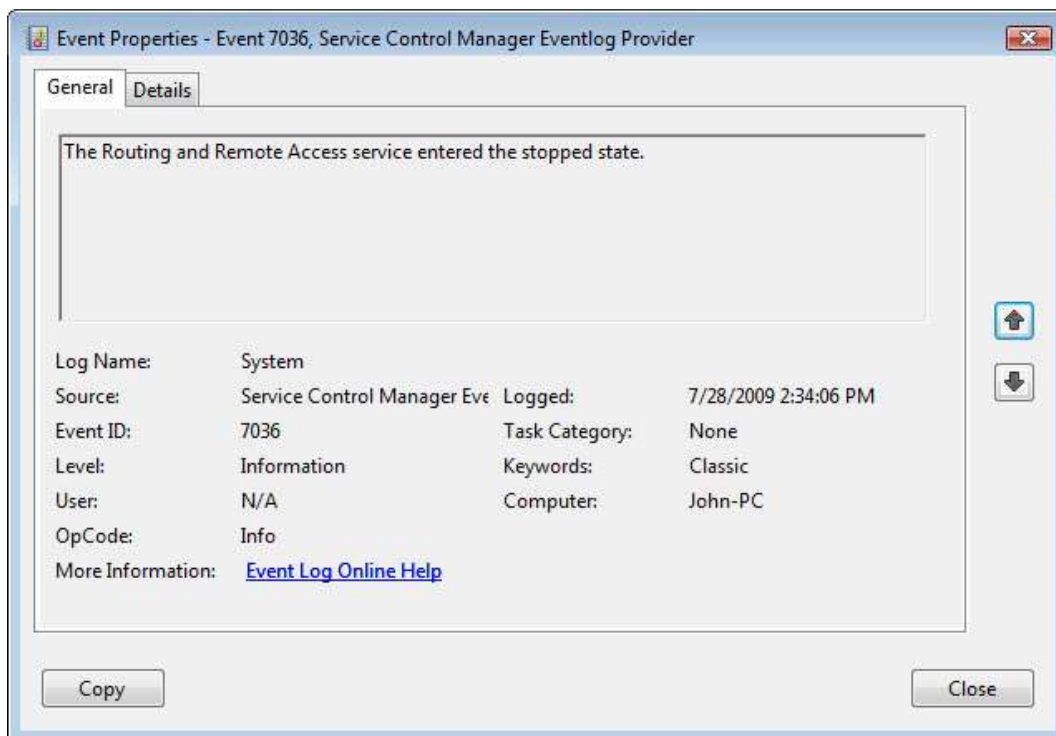 Event Properties - Event 7036, Service Control Manager Eventlog Provider
General Details
The Routing and Remote Access service entered the stopped state.
Log Name: System
Source: Service Control Manager Eve Logged: 7/28/2009 2:34:06 PM
Event ID: 7036 Task Category: None
Level: Information Keywords: Classic
User: N/A Computer: John-PC
OpCode: Info
More Information: Event Log Online Help
Copy Close